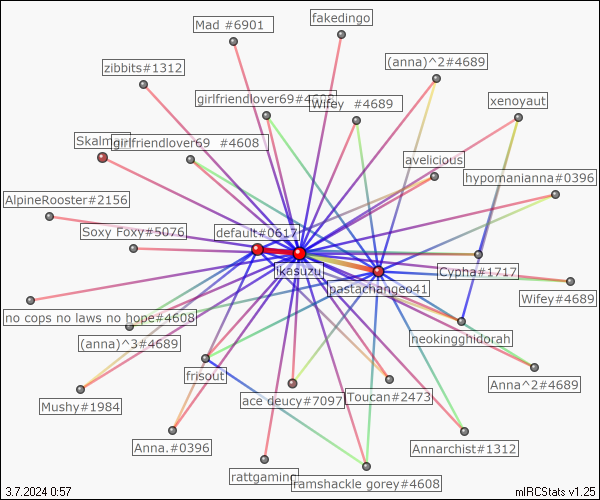 Mad #6901
fakedingo
(anna)^2#4689
zibbits#1312
girlfriendlover69#4608
Wifey #4689
xenoyaut
girlfriendlover69 #4608
avelicious
hypomanianna#0396
AlpineRooster#2156
Soxy Foxy#5076
default#0617
ikasuzu
Cypha#1717
pastachangeo41
Wifey#4689
no cops no laws no hope#4608
(anna)^3#4689
neokingghidorah
frisout
Anna^2#4689
Mushy#1984
ace deucy#7097
Toucan#2473
Anna.#0396
Annarchist#1312
rattgaming
ramshackle gorey#4608
3.7.2024 0:57
mIRCStats v1.25